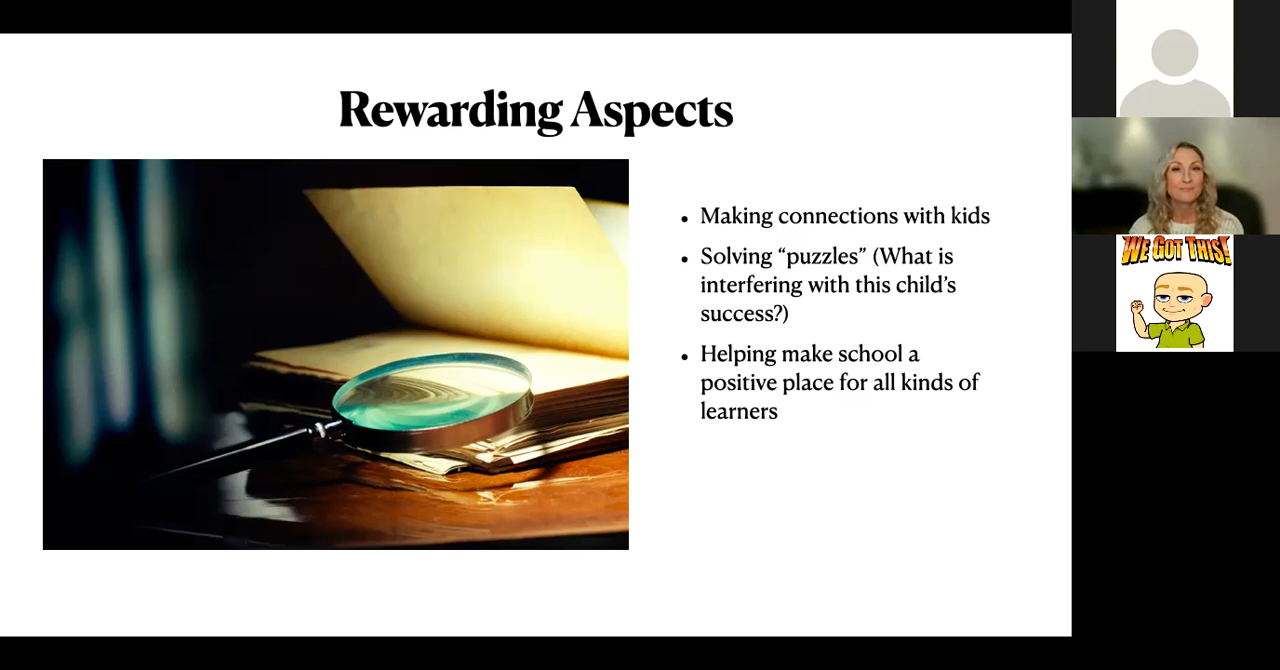 Rewarding Aspects
• Making connections with kids
• Solving “puzzles” (What is
interfering with this child’s
success?)
• Helping make school a
positive place for all kinds of
learners
WE GOT THIS!